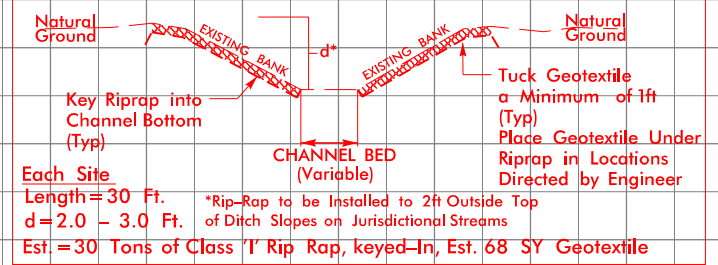 Natural
Ground
EXISTING BANK
d*
EXISTING BANK
Natural
Ground
Key Riprap into
Channel Bottom
(Typ)
Tuck Geotextile
a Minimum of 1ft
(Typ)
Place Geotextile Under
Riprap in Locations
Directed by Engineer
CHANNEL BED
(Variable)
Each Site
Length=30 Ft.
d=2.0 – 3.0 Ft.
*Rip–Rap to be Installed to 2ft Outside Top
of Ditch Slopes on Jurisdictional Streams
Est.=30 Tons of Class 'I' Rip Rap, keyed–In, Est. 68 SY Geotextile